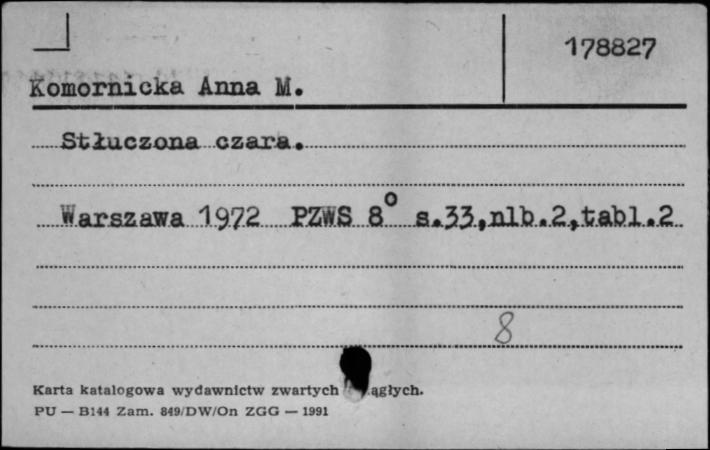 178827
Komornicka Anna M.
Stłuczona czara.
Warszawa 1972 PZWS 8° s.33,nlb.2,tabl.2
8
Karta katalogowa wydawnictw zwartych
PU — B144 Zam. 849/DW/On ZGG — 1991